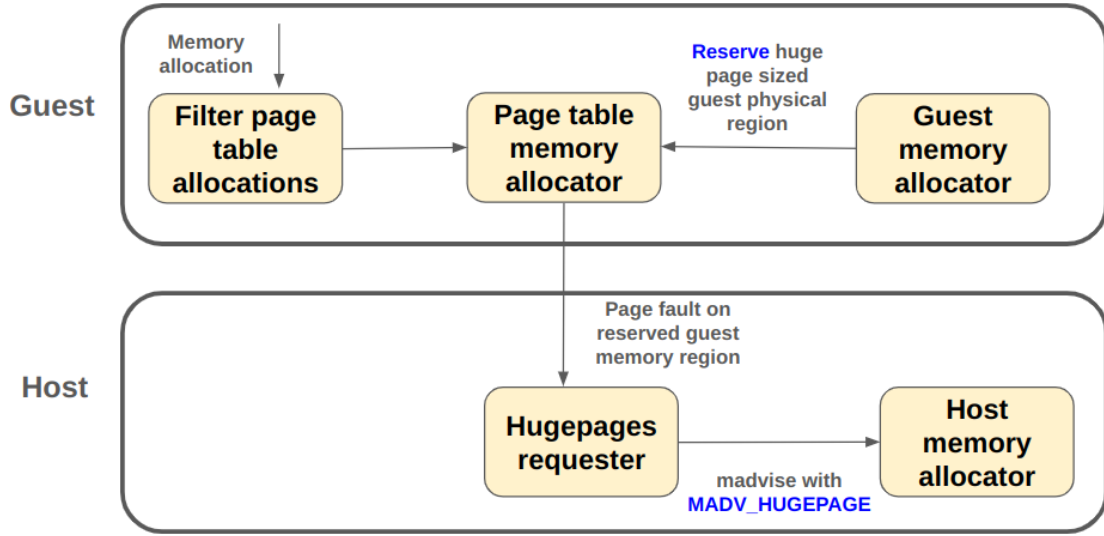 Guest
Memory
allocation
Filter page
table
allocations
Page table
memory
allocator
Reserve huge
page sized
guest physical
region
Guest
memory
allocator
Host
Page fault on
reserved guest
memory region
Hugepages
requester
madvise with
MADV_HUGEPAGE
Host
memory
allocator